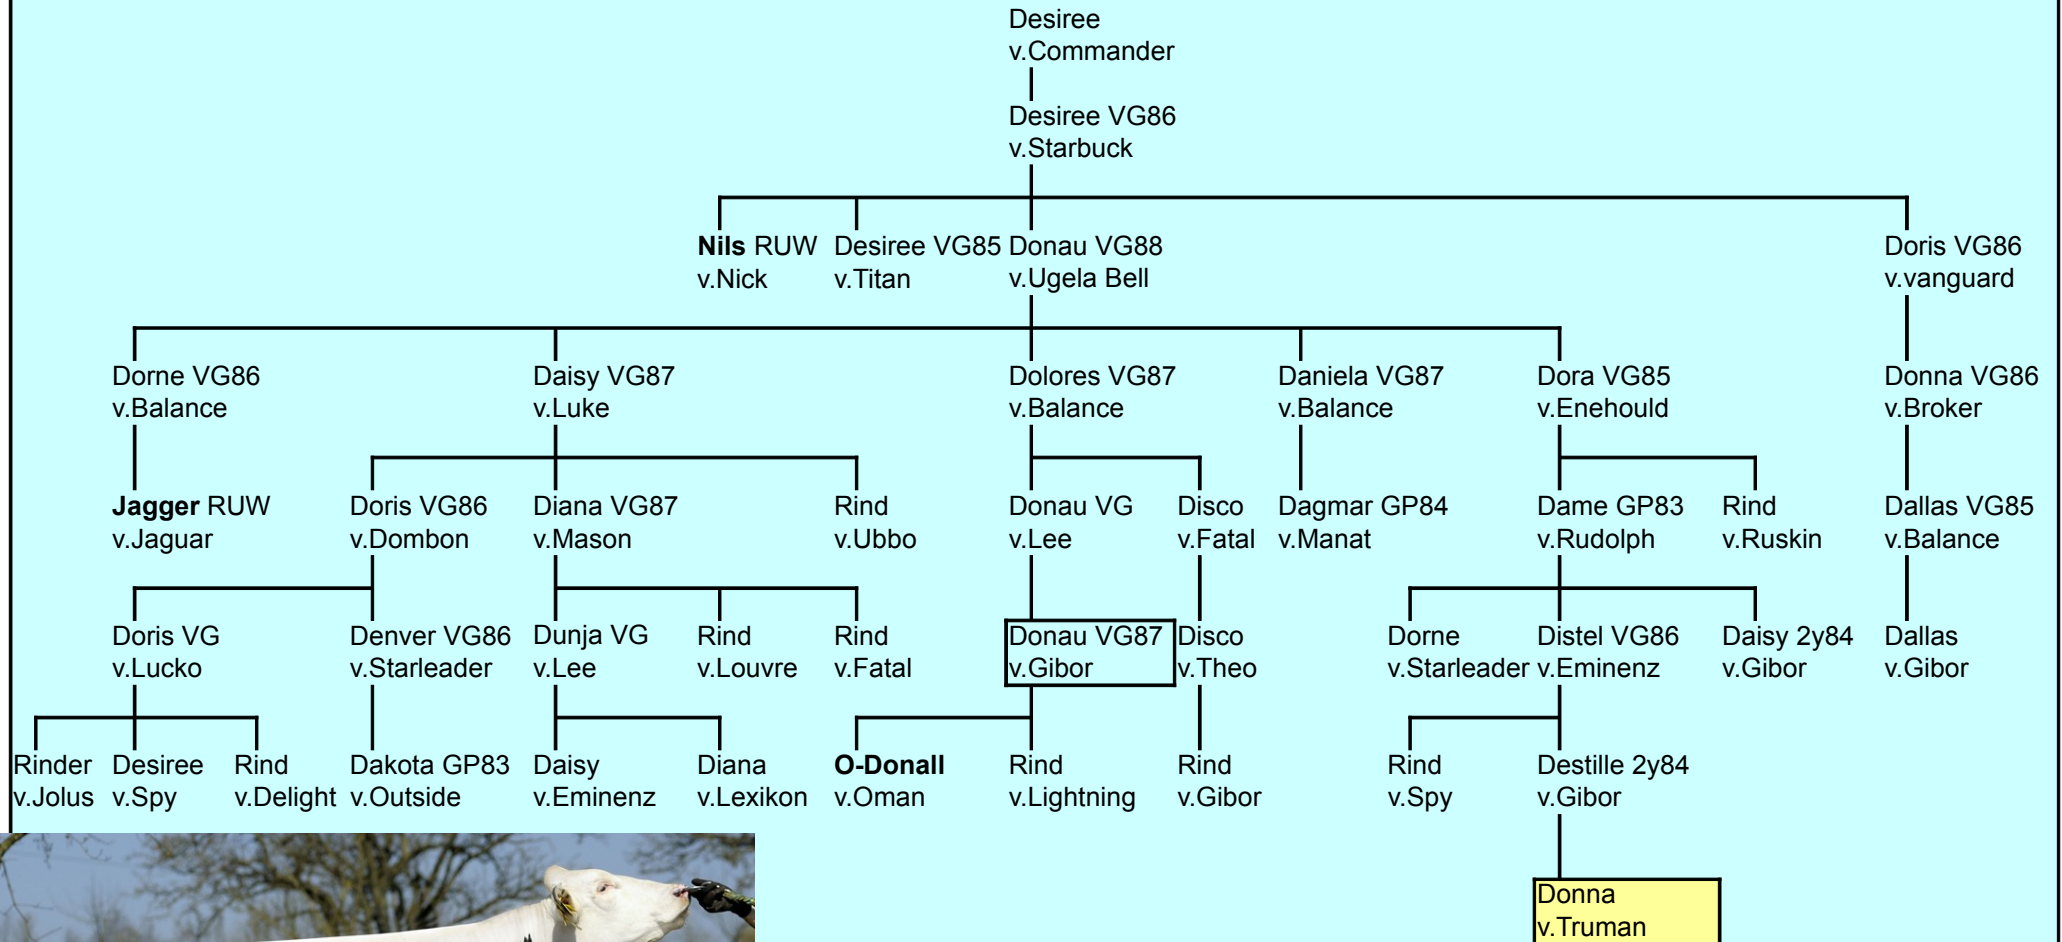 Desiree
v.Commander
Desiree VG86
v.Starbuck
Nils RUW Desiree VG85 Donau VG88 Doris VG86
v.Nick v.Titan v.Ugela Bell v.vanguard
Dorne VG86 Daisy VG87 Dolores VG87 Daniela VG87 Dora VG85 Donna VG86
v.Balance v.Luke v.Balance v.Balance v.Enehould v.Broker
Jagger RUW Doris VG86 Diana VG87 Rind Donau VG Disco Dagmar GP84 Dame GP83 Rind Dallas VG85
v.Jaguar v.Dombon v.Mason v.Ubbo v.Lee v.Fatal v.Manat v.Rudolph v.Ruskin v.Balance
Doris VG Denver VG86 Dunja VG Rind Rind Donau VG87 Disco Dorne Distel VG86 Daisy 2y84 Dallas
v.Lucko v.Starleader v.Lee v.Louvre v.Fatal v.Gibor v.Theo v.Starleader v.Eminenz v.Gibor v.Gibor
Rinder Desiree Rind Dakota GP83 Daisy Diana O-Donall Rind Rind Rind Destille 2y84
v.Jolus v.Spy v.Delight v.Outside v.Eminenz v.Lexikon v.Oman v.Lightning v.Gibor v.Spy v.Gibor
Donna
v.Truman